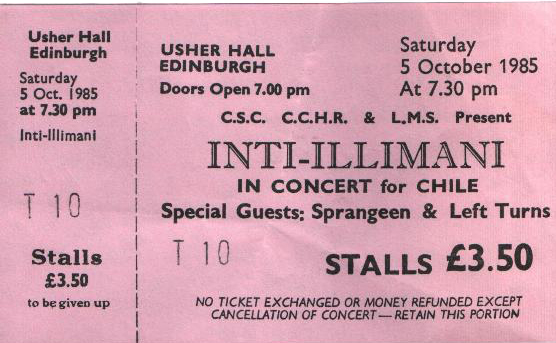 Usher Hall
Edinburgh
Saturday
5 Oct. 1985
at 7.30 pm
Inti-Illimani
T 10
Stalls
£3.50
to be given up
USHER HALL
EDINBURGH
Doors Open 7.00 pm
Saturday
5 October 1985
At 7.30 pm
C.S.C. C.C.H.R. & L.M.S. Present
INTI-ILLIMANI
IN CONCERT for CHILE
Special Guests: Sprangeen & Left Turns
T 10
STALLS £3.50
NO TICKET EXCHANGED OR MONEY REFUNDED EXCEPT
CANCELLATION OF CONCERT—RETAIN THIS PORTION